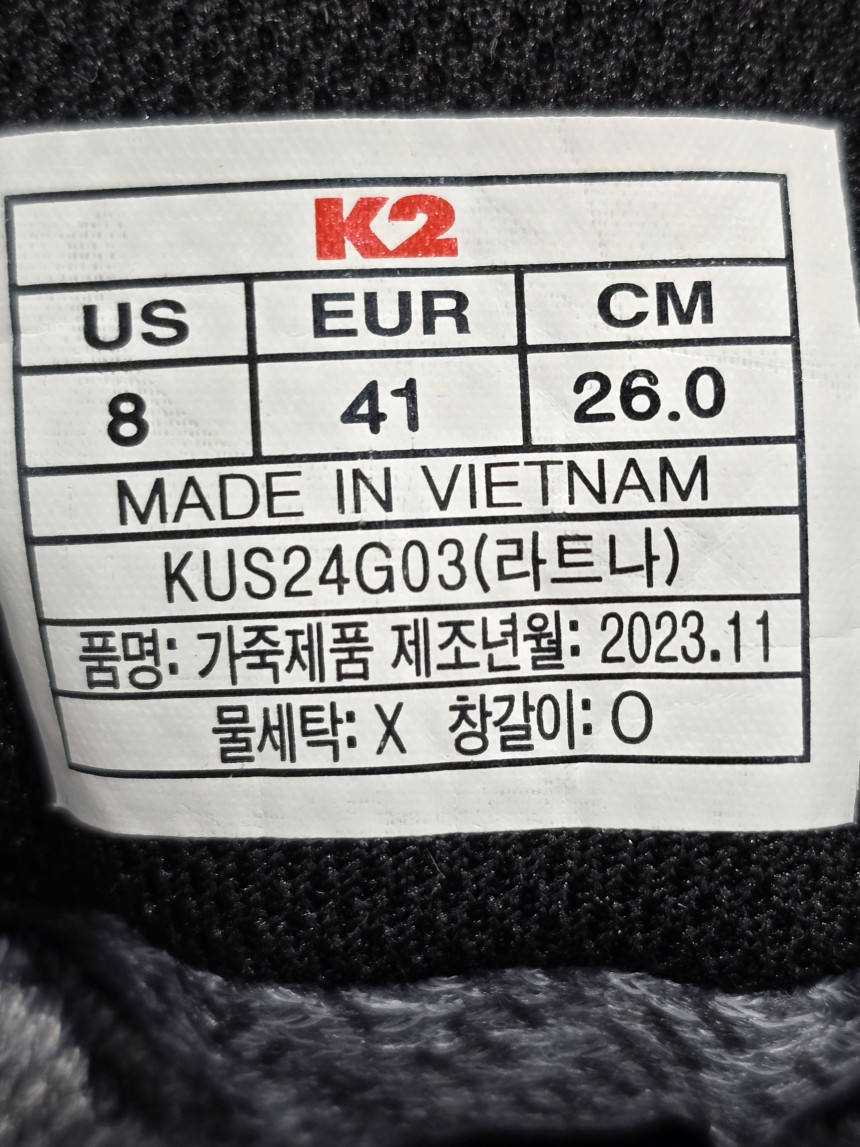 K2
US EUR CM
8 41 26.0
MADE IN VIETNAM
KUS24G03(라트나)
품명: 가죽제품 제조년월: 2023.11
물세탁: X 창갈이: O